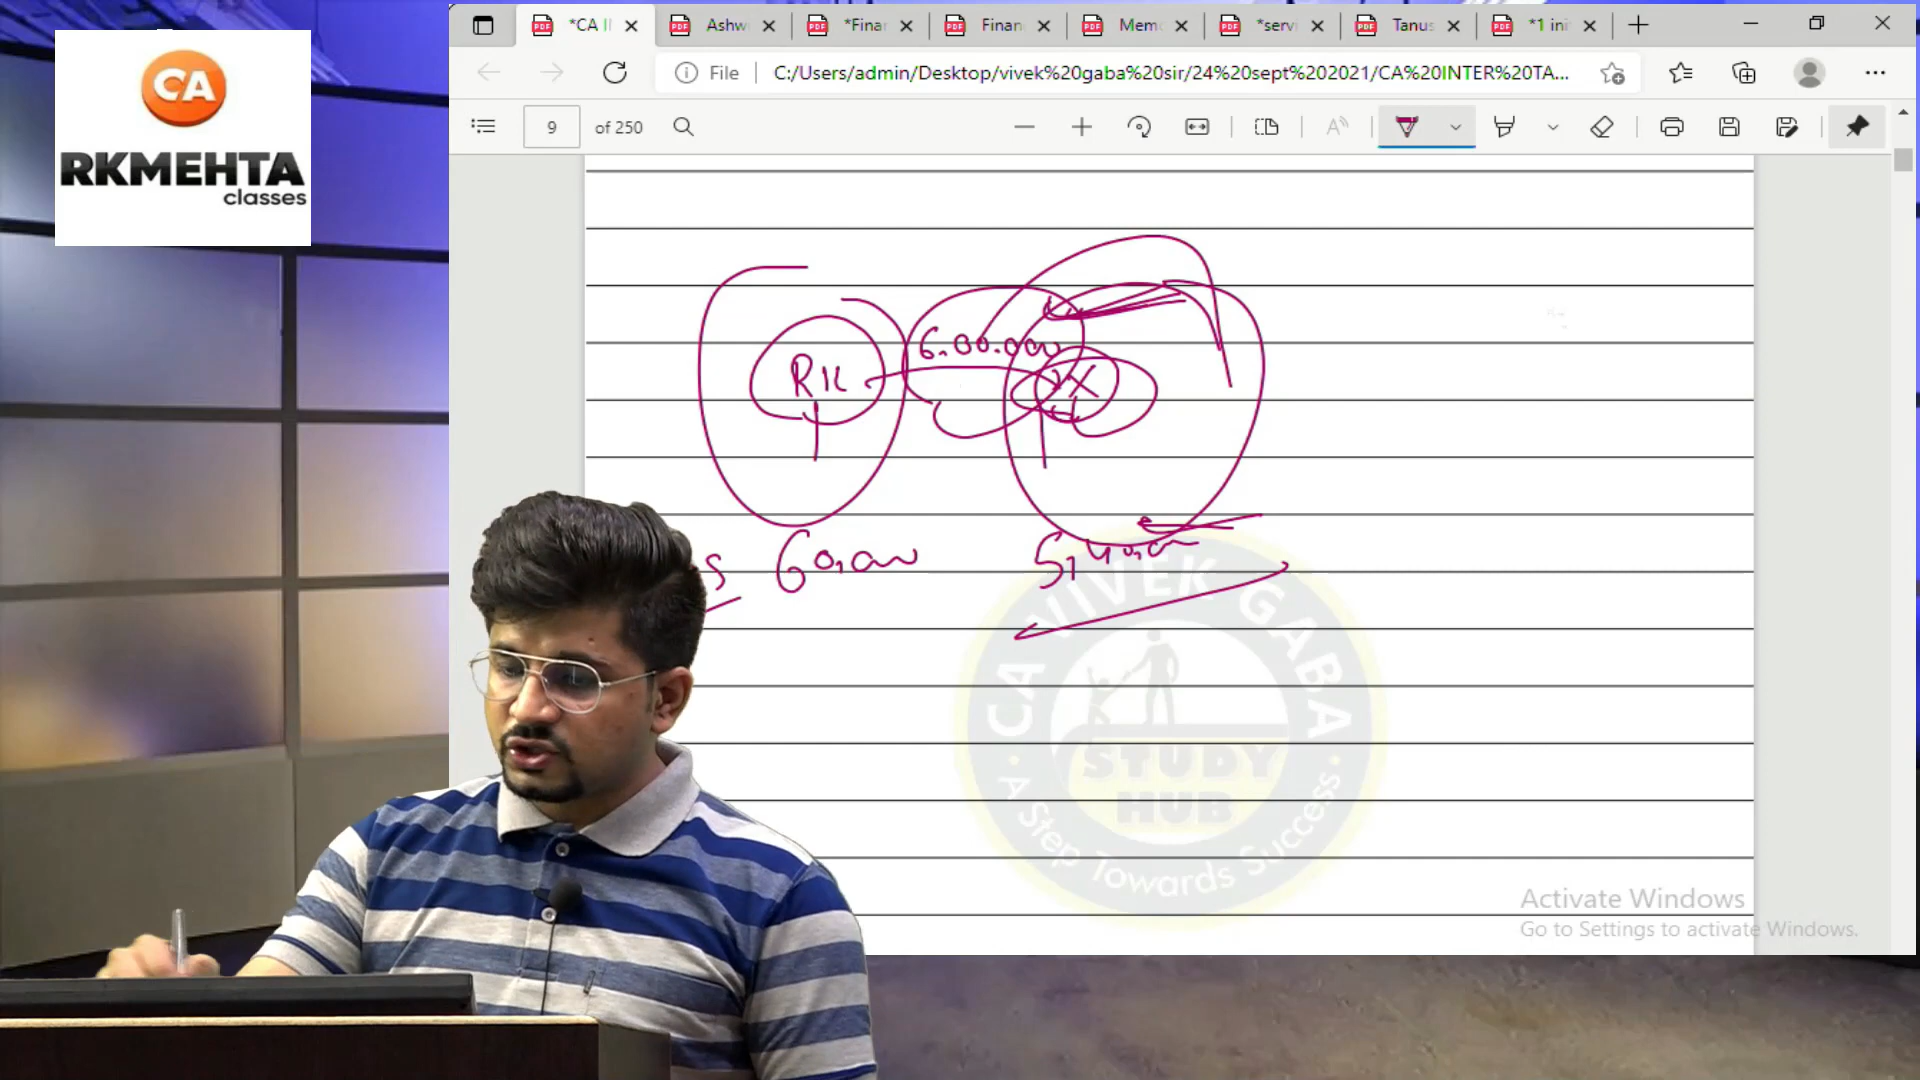 CA
RKMEHTA
classes
*CA I
Ashw
*Finar
Finan
Mem
*servi
Tanus
*1 ini
File
C:/Users/admin/Desktop/vivek%20gaba%20sir/24%20sept%202021/CA%20INTER%20TA...
9 of 250
6,00,000
RK X
S 60,000 5,40,000
CA VIVEK GABA
STUDY
HUB
A Step Towards Success
Activate Windows
Go to Settings to activate Windows.